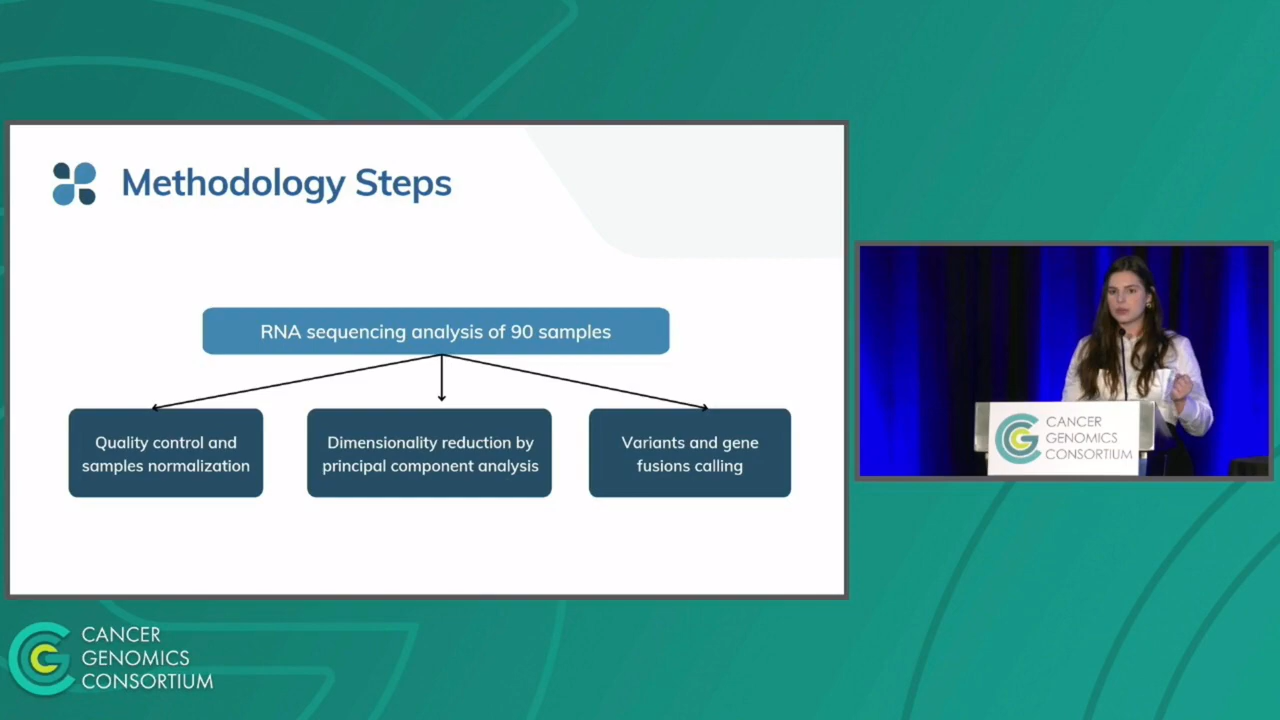 Methodology Steps
RNA sequencing analysis of 90 samples
Quality control and
samples normalization
Dimensionality reduction by
principal component analysis
Variants and gene
fusions calling
CANCER
GENOMICS
CONSORTIUM
CANCER
GENOMICS
CONSORTIUM